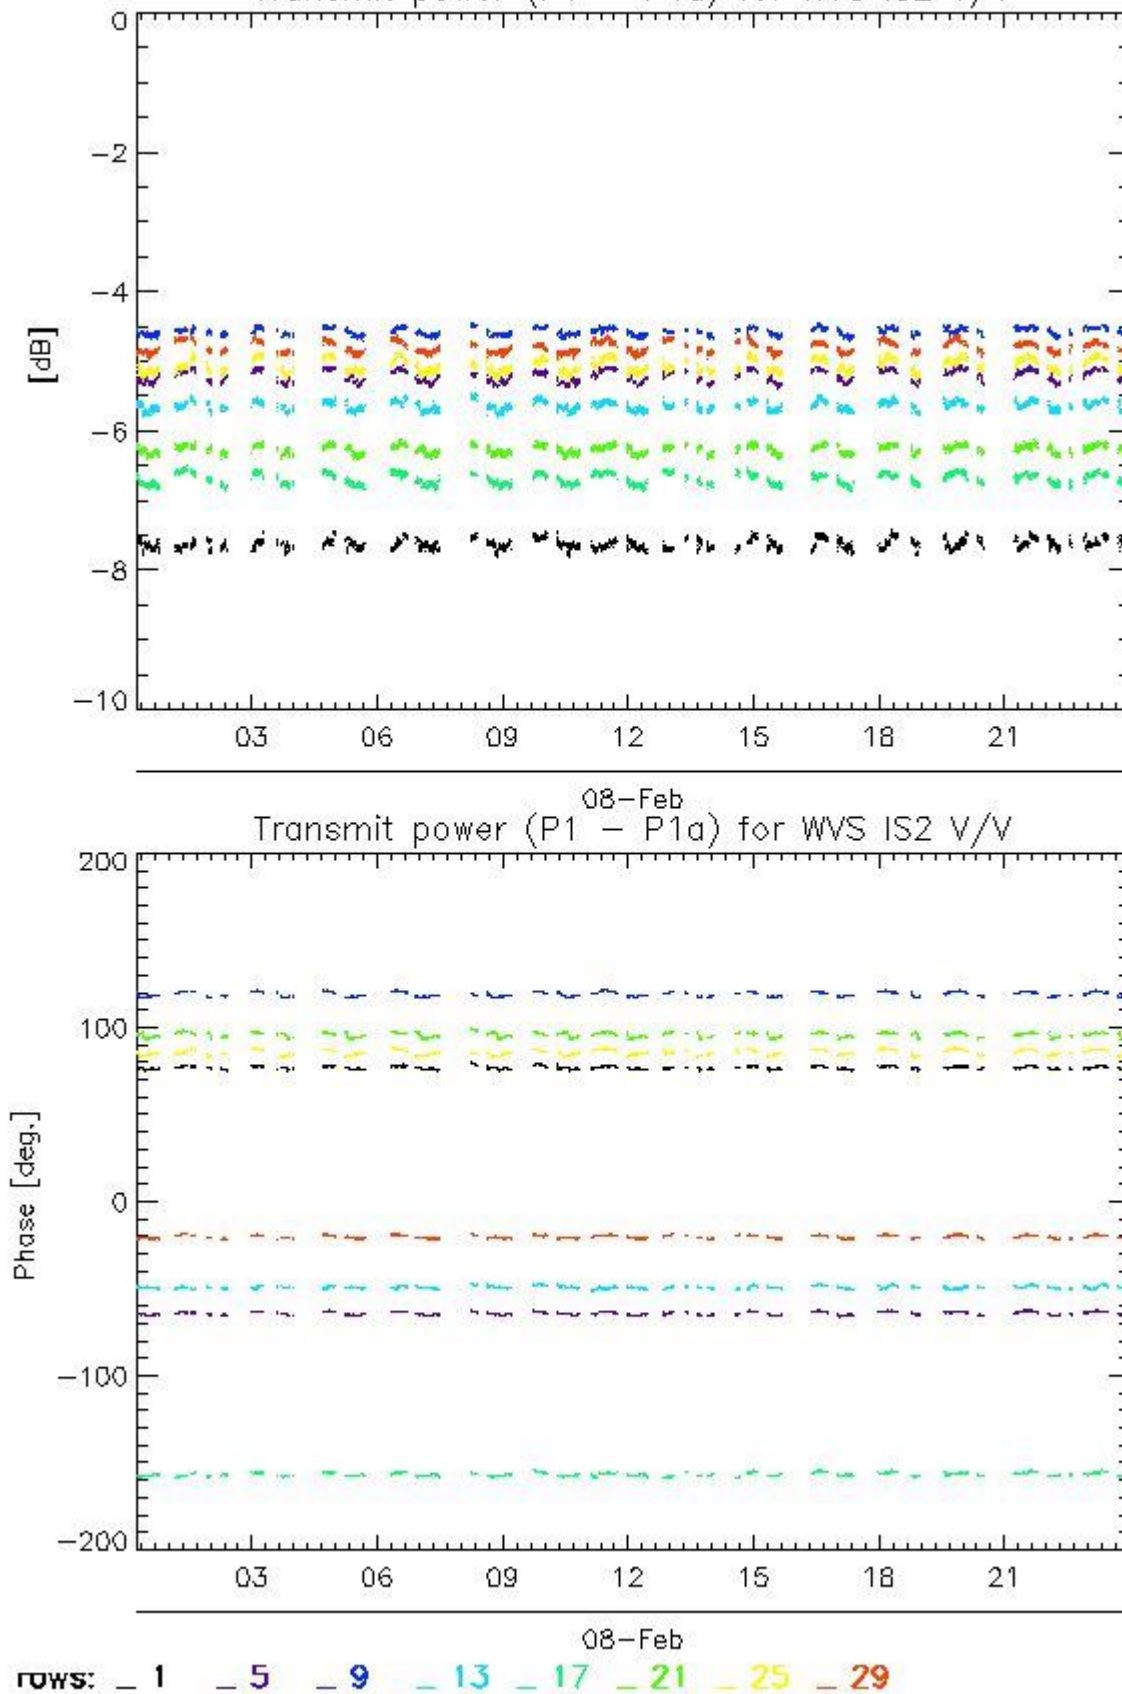 0
-2
-4
-6
-8
-10
[dB]
03 06 09 12 15 18 21
08-Feb
Transmit power (P1 - P1a) for WVS IS2 V/V
200
100
0
-100
-200
Phase [deg.]
03 06 09 12 15 18 21
08-Feb
rows: _ 1 _ 5 _ 9 _ 13 _ 17 _ 21 _ 25 _ 29